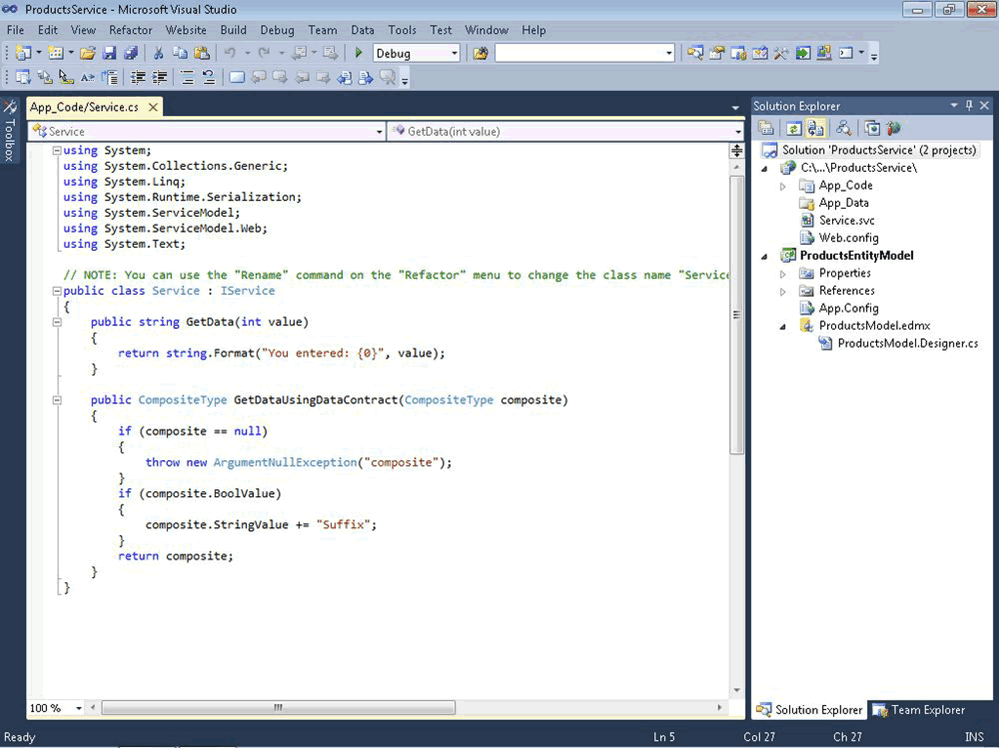 ProductsService - Microsoft Visual Studio
File Edit View Refactor Website Build Debug Team Data Tools Test Window Help
Debug
Toolbox
App_Code/Service.cs
Service GetData(int value)
using System;
using System.Collections.Generic;
using System.Linq;
using System.Runtime.Serialization;
using System.ServiceModel;
using System.ServiceModel.Web;
using System.Text;
// NOTE: You can use the "Rename" command on the "Refactor" menu to change the class name "Service
public class Service : IService
{
public string GetData(int value)
{
return string.Format("You entered: {0}", value);
}
public CompositeType GetDataUsingDataContract(CompositeType composite)
{
if (composite == null)
{
throw new ArgumentNullException("composite");
}
if (composite.BoolValue)
{
composite.StringValue += "Suffix";
}
return composite;
}
}
100 %
Solution Explorer
Solution 'ProductsService' (2 projects)
C:\...\ProductsService\
App_Code
App_Data
Service.svc
Web.config
ProductsEntityModel
Properties
References
App.Config
ProductsModel.edmx
ProductsModel.Designer.cs
Solution Explorer Team Explorer
Ready Ln 5 Col 27 Ch 27 INS